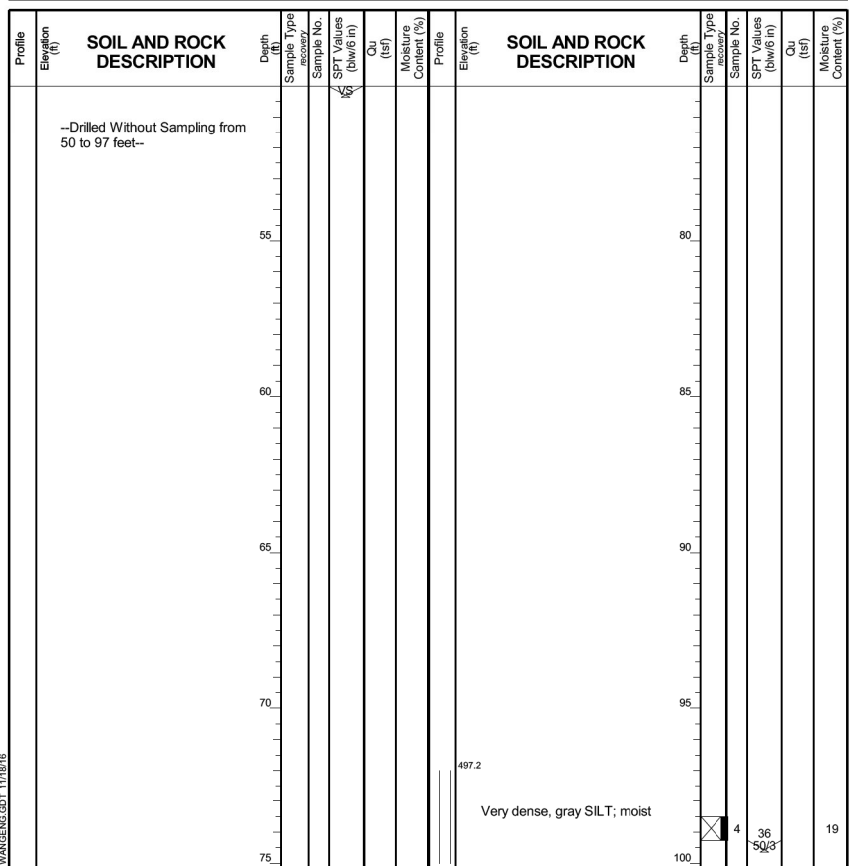 Profile
Elevation
(ft)
SOIL AND ROCK
DESCRIPTION
Depth
(ft)
Sample Type
recovery
Sample No.
SPT Values
(blw/6 in)
Qu
(tsf)
Moisture
Content (%)
Profile
Elevation
(ft)
SOIL AND ROCK
DESCRIPTION
Depth
(ft)
Sample Type
recovery
Sample No.
SPT Values
(blw/6 in)
Qu
(tsf)
Moisture
Content (%)
VS
--Drilled Without Sampling from
50 to 97 feet--
55
60
65
70
75
80
85
90
95
497.2
Very dense, gray SILT; moist
4
36
50/3
19
100
WANGENG.GDT 11/18/16